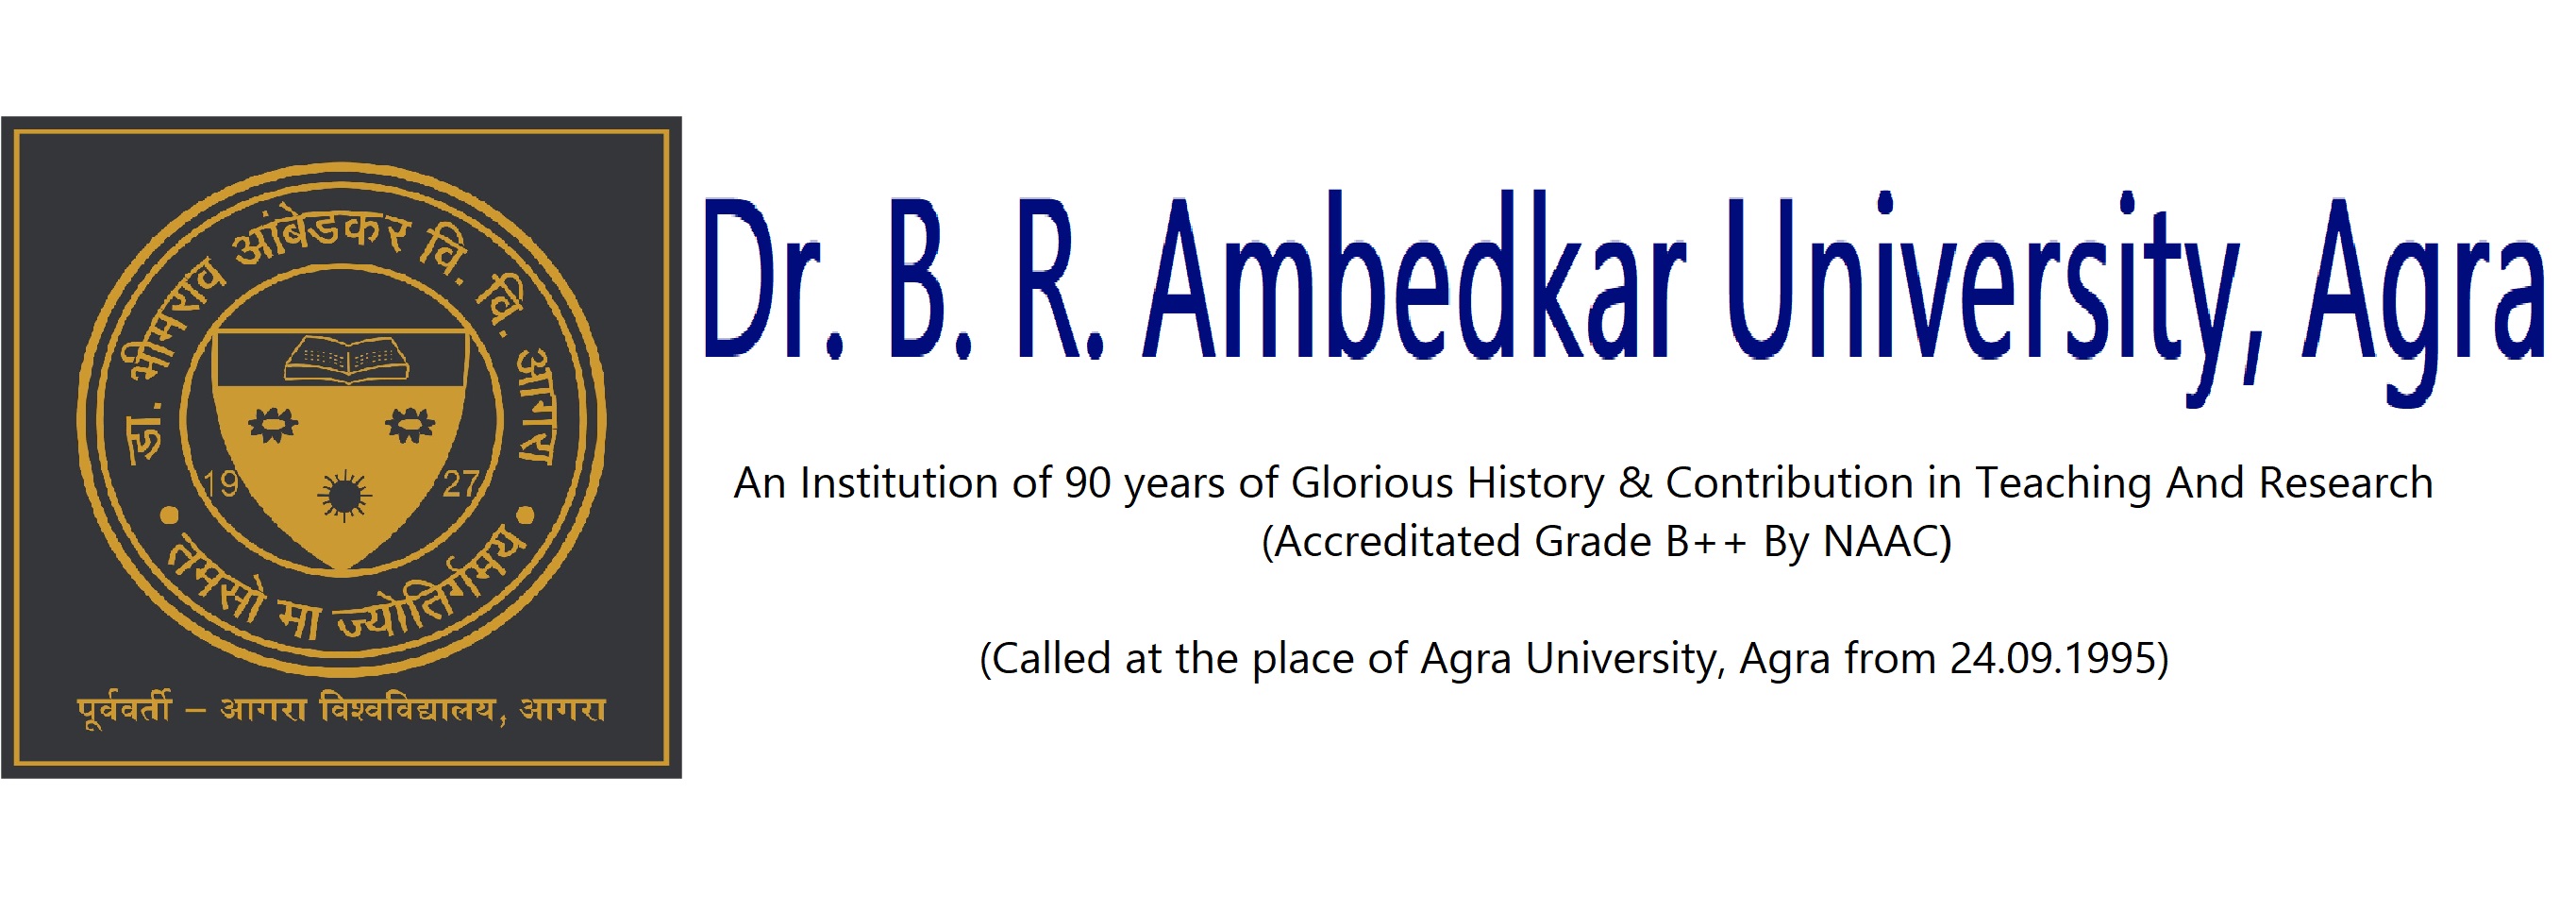 डा. भीमराव आंबेडकर वि. वि. आगरा
19 27
तमसो मा ज्योतिर्गमय
पूर्ववर्ती – आगरा विश्वविद्यालय, आगरा
Dr. B. R. Ambedkar University, Agra
An Institution of 90 years of Glorious History & Contribution in Teaching And Research
(Accreditated Grade B++ By NAAC)
(Called at the place of Agra University, Agra from 24.09.1995)